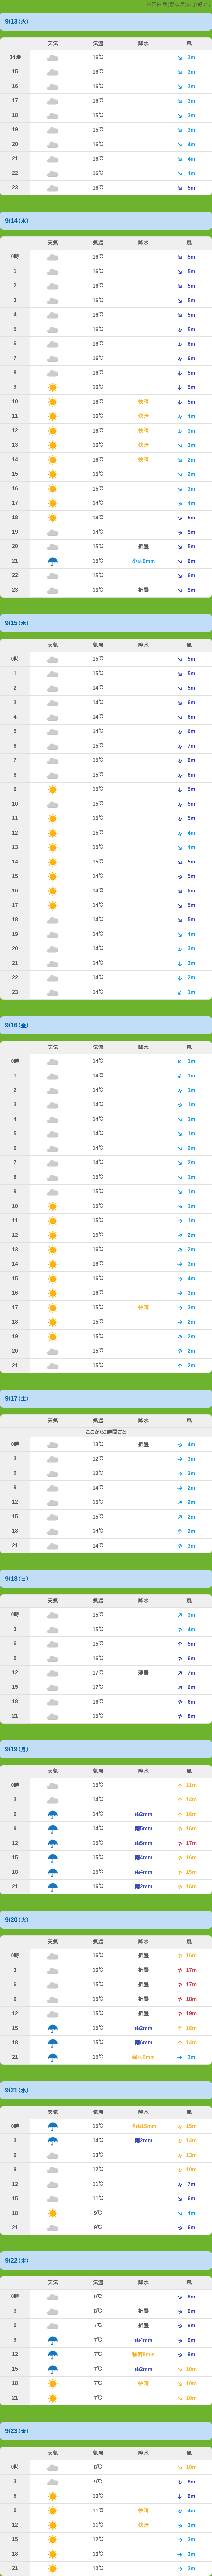 9/13(火)
天気 気温 降水 風
14時 16℃ 3m
15 16℃ 3m
16 16℃ 3m
17 16℃ 3m
18 15℃ 3m
19 15℃ 3m
20 16℃ 4m
21 16℃ 4m
22 16℃ 4m
23 16℃ 5m
9/14(水)
天気 気温 降水 風
0時 16℃ 5m
1 16℃ 5m
2 16℃ 5m
3 16℃ 5m
4 16℃ 5m
5 16℃ 5m
6 16℃ 6m
7 16℃ 6m
8 16℃ 5m
9 16℃ 5m
10 16℃ 快晴 5m
11 16℃ 快晴 4m
12 16℃ 快晴 3m
13 16℃ 快晴 3m
14 16℃ 快晴 2m
15 15℃ 2m
16 15℃ 3m
17 14℃ 4m
18 14℃ 5m
19 14℃ 5m
20 15℃ 折曇 5m
21 15℃ 小雨0mm 6m
22 15℃ 6m
23 15℃ 折曇 5m
9/15(木)
天気 気温 降水 風
0時 15℃ 5m
1 15℃ 5m
2 14℃ 5m
3 14℃ 6m
4 14℃ 6m
5 14℃ 6m
6 15℃ 7m
7 15℃ 6m
8 15℃ 6m
9 15℃ 5m
10 15℃ 5m
11 15℃ 5m
12 15℃ 4m
13 15℃ 4m
14 15℃ 5m
15 15℃ 5m
16 15℃ 5m
17 14℃ 5m
18 14℃ 5m
19 14℃ 4m
20 14℃ 3m
21 14℃ 3m
22 14℃ 2m
23 14℃ 1m
9/16(金)
天気 気温 降水 風
0時 14℃ 1m
1 14℃ 1m
2 14℃ 1m
3 14℃ 1m
4 14℃ 1m
5 14℃ 1m
6 14℃ 2m
7 14℃ 2m
8 15℃ 1m
9 15℃ 1m
10 15℃ 1m
11 15℃ 1m
12 15℃ 2m
13 16℃ 2m
14 16℃ 3m
15 16℃ 4m
16 16℃ 3m
17 15℃ 快晴 3m
18 15℃ 2m
19 15℃ 2m
20 15℃ 2m
21 15℃ 2m
9/17(土)
天気 気温 降水 風
ここから3時間ごと
0時 13℃ 折曇 4m
3 12℃ 3m
6 12℃ 2m
9 14℃ 2m
12 15℃ 2m
15 15℃ 2m
18 14℃ 2m
21 14℃ 3m
9/18(日)
天気 気温 降水 風
0時 15℃ 3m
3 15℃ 4m
6 15℃ 5m
9 16℃ 6m
12 17℃ 薄曇 7m
15 17℃ 6m
18 16℃ 6m
21 15℃ 8m
9/19(月)
天気 気温 降水 風
0時 15℃ 11m
3 14℃ 14m
6 14℃ 雨2mm 16m
9 14℃ 雨5mm 16m
12 15℃ 雨5mm 17m
15 15℃ 雨4mm 16m
18 15℃ 雨4mm 15m
21 16℃ 雨2mm 16m
9/20(火)
天気 気温 降水 風
0時 16℃ 折曇 16m
3 16℃ 折曇 17m
6 15℃ 折曇 17m
9 15℃ 折曇 18m
12 15℃ 折曇 19m
15 15℃ 雨2mm 16m
18 15℃ 雨6mm 14m
21 15℃ 強雨9mm 3m
9/21(水)
天気 気温 降水 風
0時 15℃ 強雨15mm 15m
3 14℃ 雨2mm 14m
6 13℃ 13m
9 12℃ 10m
12 11℃ 7m
15 11℃ 6m
18 9℃ 4m
21 9℃ 6m
9/22(木)
天気 気温 降水 風
0時 9℃ 8m
3 8℃ 折曇 9m
6 7℃ 折曇 9m
9 7℃ 雨4mm 9m
12 7℃ 強雨8mm 9m
15 7℃ 雨2mm 10m
18 7℃ 快晴 10m
21 7℃ 10m
9/23(金)
天気 気温 降水 風
0時 8℃ 10m
3 9℃ 8m
6 10℃ 6m
9 11℃ 快晴 4m
12 11℃ 快晴 3m
15 12℃ 3m
18 10℃ 3m
21 10℃ 3m